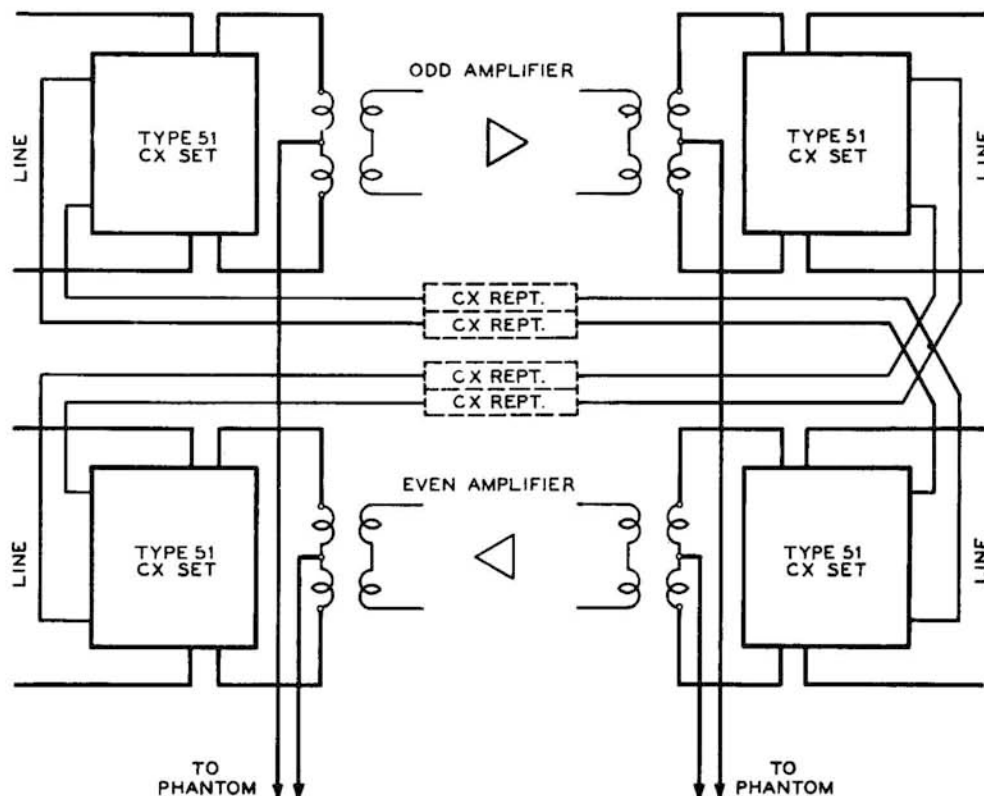 ODD AMPLIFIER
LINE
TYPE 51
CX SET
TYPE 51
CX SET
LINE
CX REPT.
CX REPT.
CX REPT.
CX REPT.
EVEN AMPLIFIER
LINE
TYPE 51
CX SET
TYPE 51
CX SET
LINE
TO
PHANTOM
TO
PHANTOM